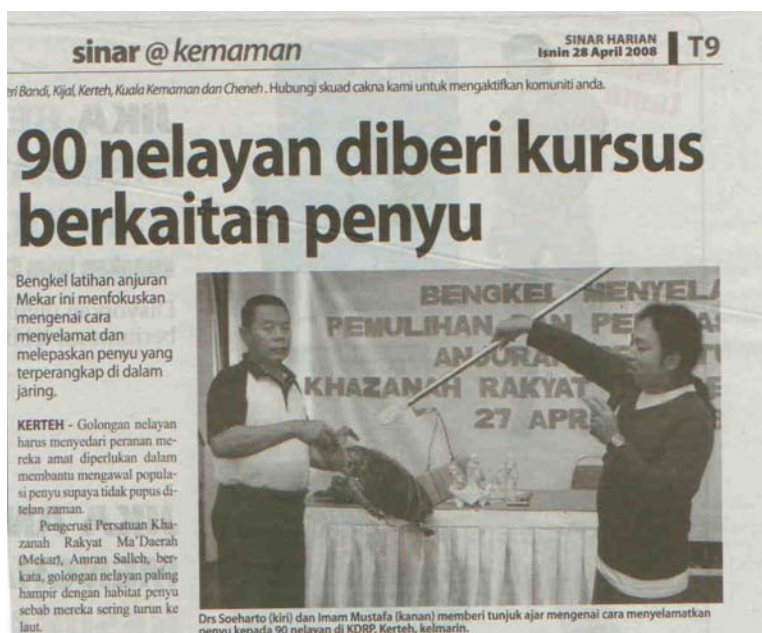 sinar @ kemaman
SINAR HARIAN
Isnin 28 April 2008
T9
eri Bandi, Kijal, Kerteh, Kuala Kemaman dan Cheneh. Hubungi skuad cakna kami untuk mengaktifkan komuniti anda.
90 nelayan diberi kursus
berkaitan penyu
Bengkel latihan anjuran
Mekar ini menfokuskan
mengenai cara
menyelamat dan
melepaskan penyu yang
terperangkap di dalam
jaring.
KERTEH - Golongan nelayan
harus menyedari peranan me-
reka amat diperlukan dalam
membantu mengawal popula-
si penyu supaya tidak pupus di-
telan zaman.
Pengerusi Persatuan Kha-
zanah Rakyat Ma'Daerah
(Mekar), Amran Salleh, ber-
kata, golongan nelayan paling
hampir dengan habitat penyu
sebab mereka sering turun ke
laut.
BENGKEL MENYELA
PEMULIHAN
ANJURAN
KHAZANAH RAKYAT
27 APR
Drs Soeharto (kiri) dan Imam Mustafa (kanan) memberi tunjuk ajar mengenai cara menyelamatkan
penyu kepada 90 nelayan di KDRP, Kerteh, kelmarin.